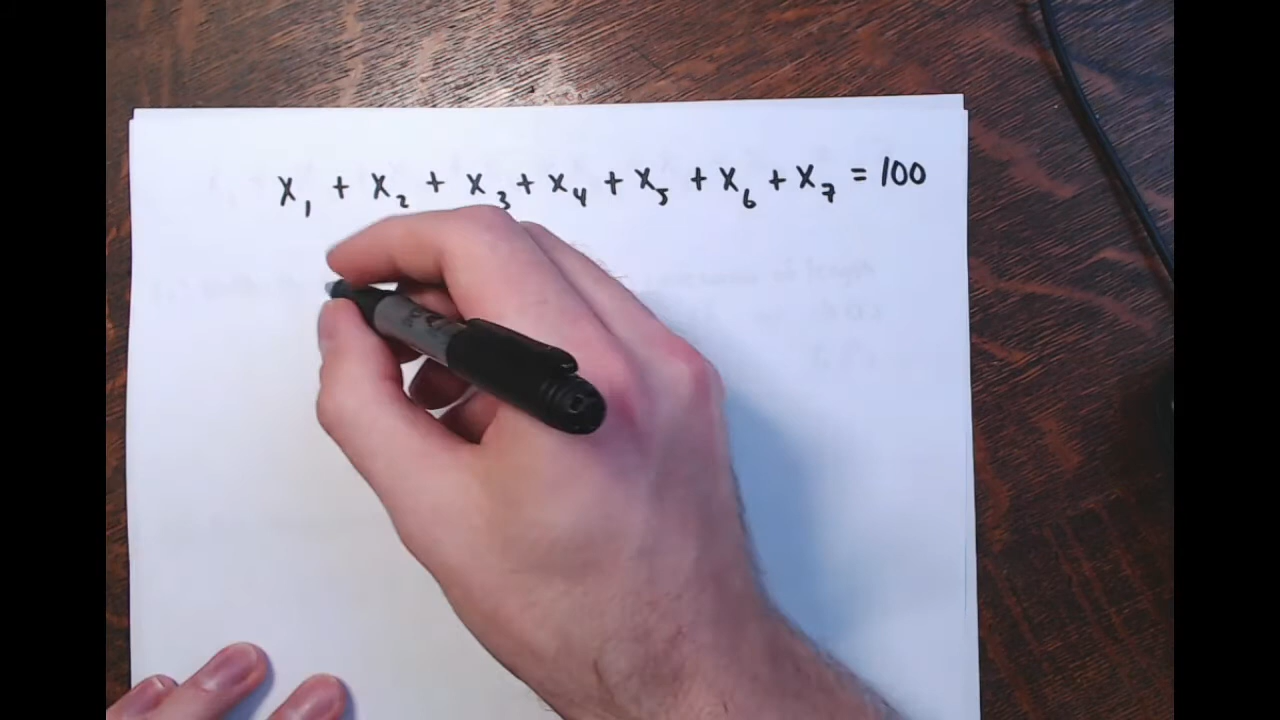 x₁ + x₂ + x₃ + x₄ + x₅ + x₆ + x₇ = 100